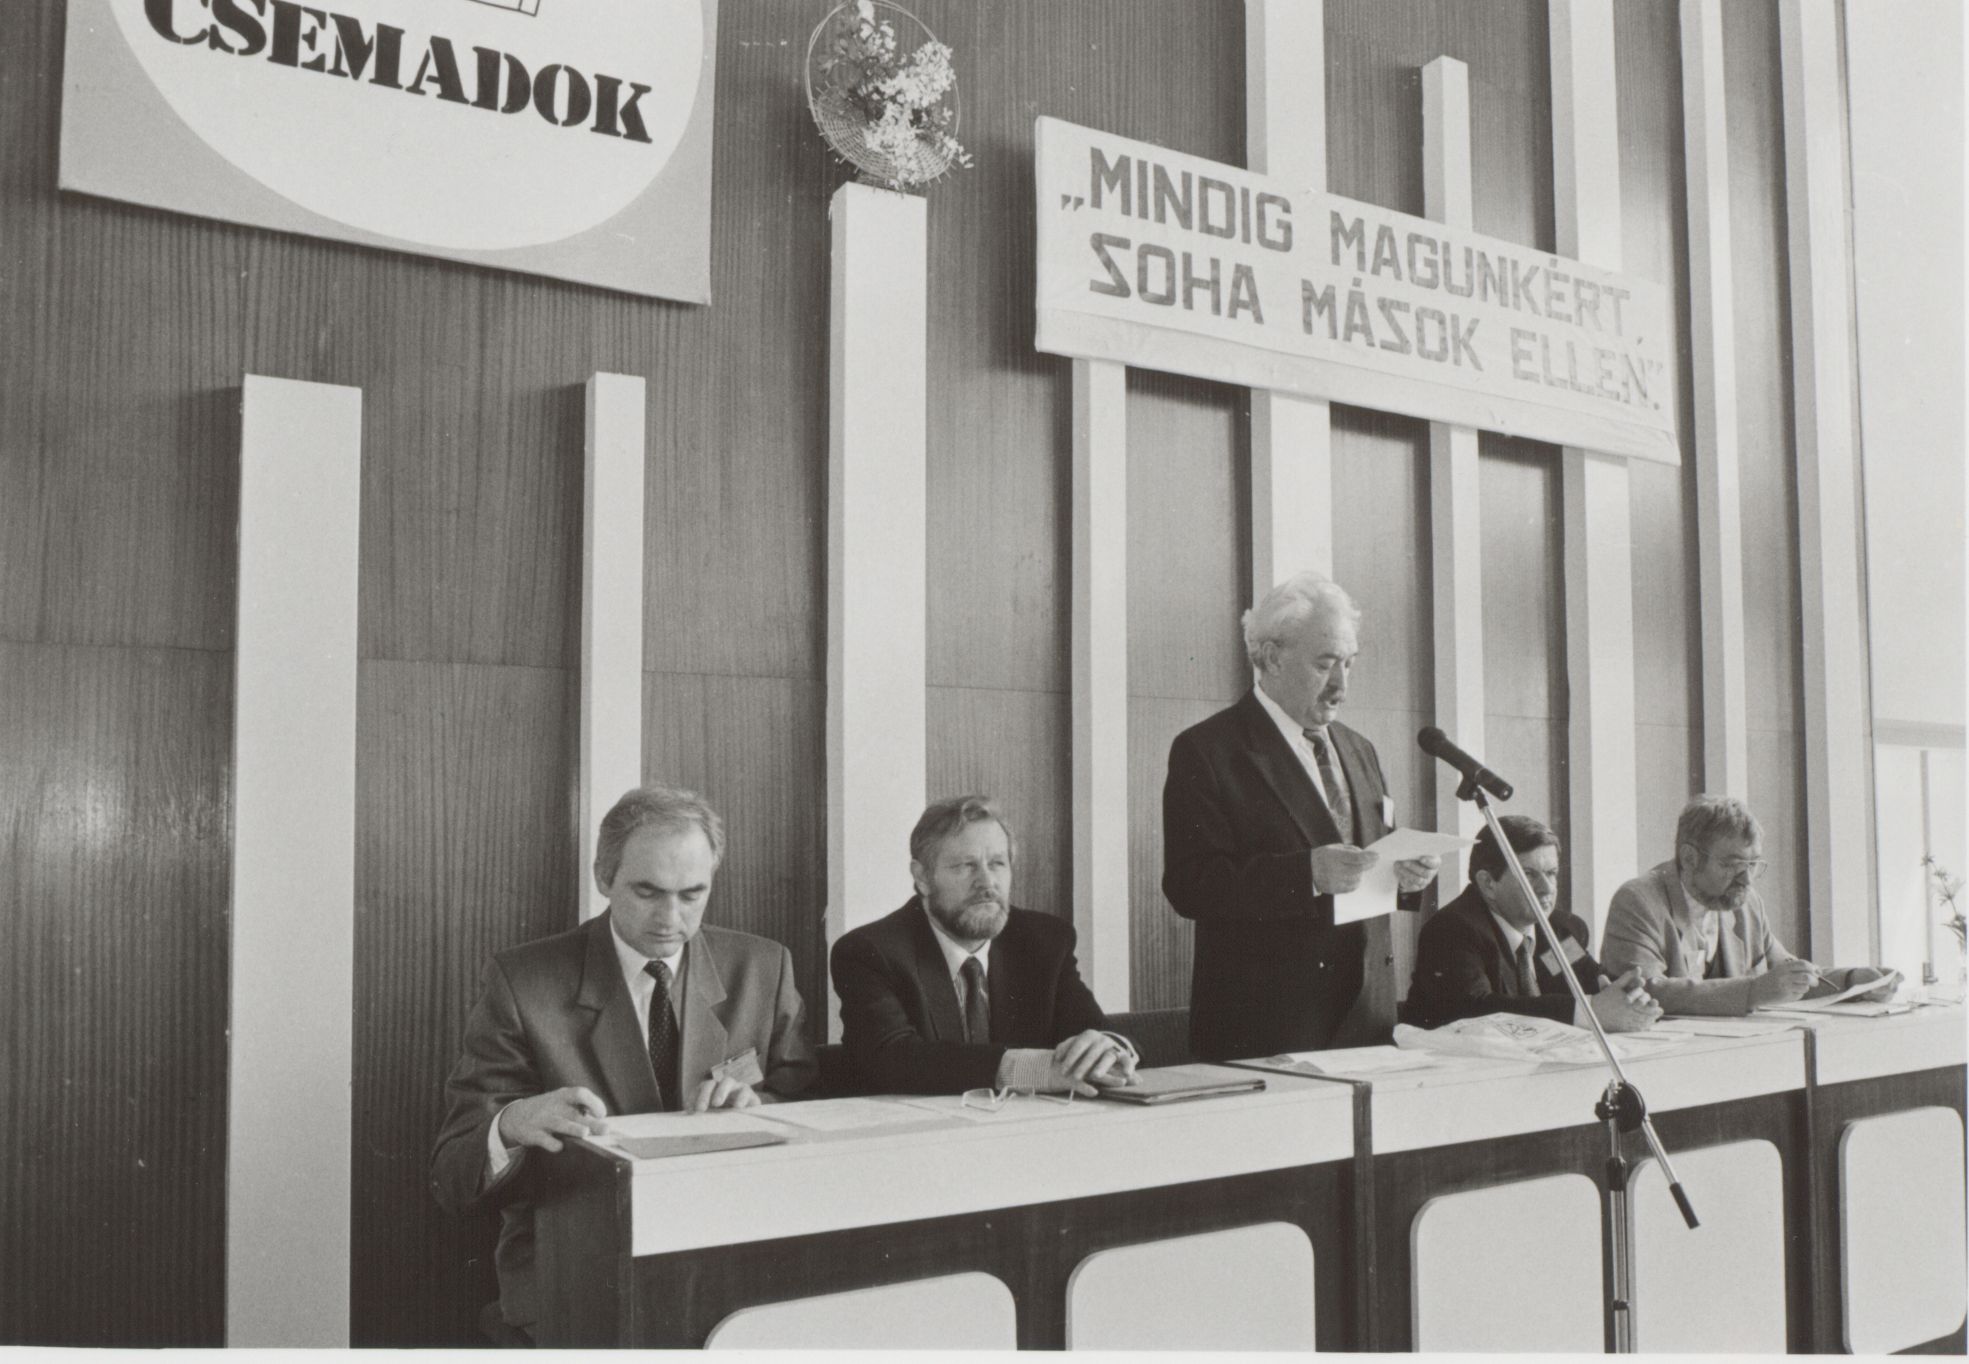 CSEMADOK
„MINDIG MAGUNKÉRT,
SOHA MÁSOK ELLEN."